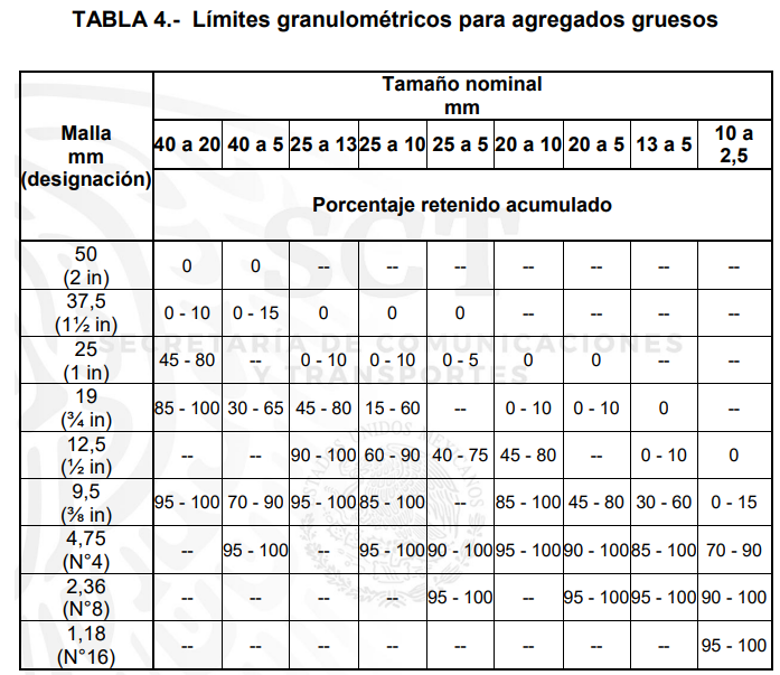 TABLA 4.- Límites granulométricos para agregados gruesos
Malla
mm
(designación)
Tamaño nominal
mm
40 a 20 40 a 5 25 a 13 25 a 10 25 a 5 20 a 10 20 a 5 13 a 5 10 a
2,5
Porcentaje retenido acumulado
50
(2 in)
0 0 -- -- -- -- -- -- --
37,5
(1½ in)
0 - 10 0 - 15 0 0 0 -- -- -- --
25
(1 in)
45 - 80 -- 0 - 10 0 - 10 0 - 5 0 0 -- --
19
(¾ in)
85 - 100 30 - 65 45 - 80 15 - 60 -- 0 - 10 0 - 10 0 --
12,5
(½ in)
-- -- 90 - 100 60 - 90 40 - 75 45 - 80 -- 0 - 10 0
9,5
(⅜ in)
95 - 100 70 - 90 95 - 100 85 - 100 -- 85 - 100 45 - 80 30 - 60 0 - 15
4,75
(N°4)
-- 95 - 100 -- 95 - 100 90 - 100 95 - 100 90 - 100 85 - 100 70 - 90
2,36
(N°8)
-- -- -- -- 95 - 100 -- 95 - 100 95 - 100 90 - 100
1,18
(N°16)
-- -- -- -- -- -- -- -- 95 - 100
SCT
SECRETARÍA DE COMUNICACIONES
Y TRANSPORTES
ESTADOS UNIDOS MEXICANOS